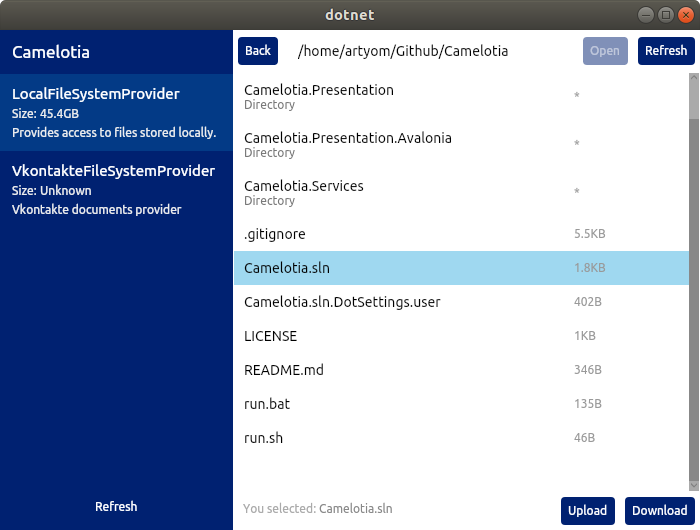 dotnet
Camelotia
LocalFileSystemProvider
Size: 45.4GB
Provides access to files stored locally.
VkontakteFileSystemProvider
Size: Unknown
Vkontakte documents provider
Refresh
Back /home/artyom/Github/Camelotia Open Refresh
Camelotia.Presentation *
Directory
Camelotia.Presentation.Avalonia *
Directory
Camelotia.Services *
Directory
.gitignore 5.5KB
Camelotia.sln 1.8KB
Camelotia.sln.DotSettings.user 402B
LICENSE 1KB
README.md 346B
run.bat 135B
run.sh 46B
You selected: Camelotia.sln Upload Download